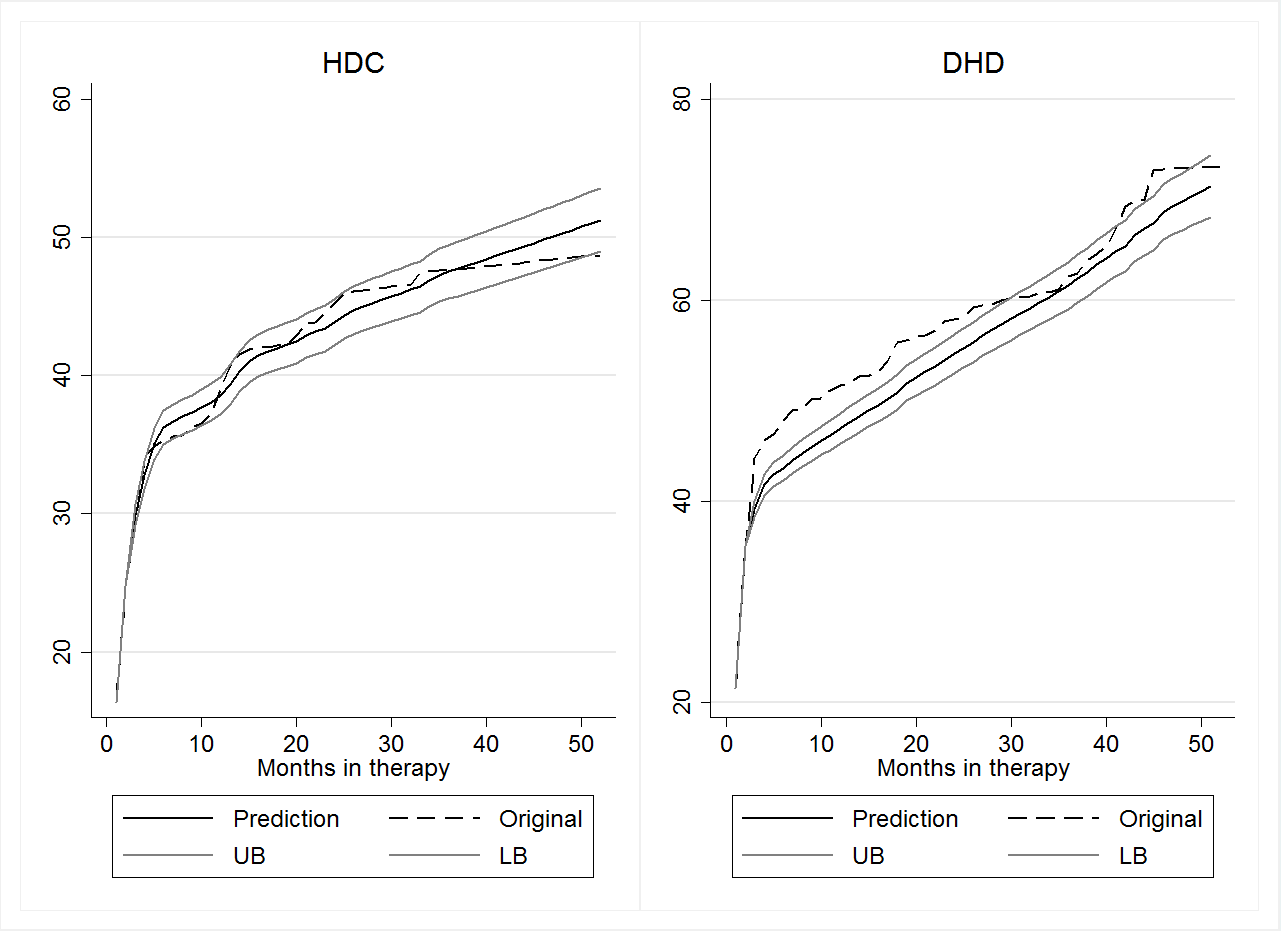 HDC
60
50
40
30
20
0 10 20 30 40 50
Months in therapy
Prediction Original
UB LB
DHD
80
60
40
20
0 10 20 30 40 50
Months in therapy
Prediction Original
UB LB